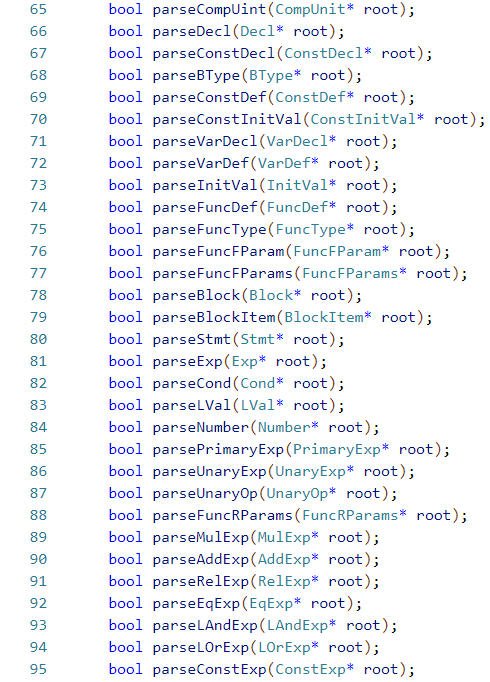 65 bool parseCompUint(CompUnit* root);
66 bool parseDecl(Decl* root);
67 bool parseConstDecl(ConstDecl* root);
68 bool parseBType(BType* root);
69 bool parseConstDef(ConstDef* root);
70 bool parseConstInitVal(ConstInitVal* root);
71 bool parseVarDecl(VarDecl* root);
72 bool parseVarDef(VarDef* root);
73 bool parseInitVal(InitVal* root);
74 bool parseFuncDef(FuncDef* root);
75 bool parseFuncType(FuncType* root);
76 bool parseFuncFParam(FuncFParam* root);
77 bool parseFuncFParams(FuncFParams* root);
78 bool parseBlock(Block* root);
79 bool parseBlockItem(BlockItem* root);
80 bool parseStmt(Stmt* root);
81 bool parseExp(Exp* root);
82 bool parseCond(Cond* root);
83 bool parseLVal(LVal* root);
84 bool parseNumber(Number* root);
85 bool parsePrimaryExp(PrimaryExp* root);
86 bool parseUnaryExp(UnaryExp* root);
87 bool parseUnaryOp(UnaryOp* root);
88 bool parseFuncRParams(FuncRParams* root);
89 bool parseMulExp(MulExp* root);
90 bool parseAddExp(AddExp* root);
91 bool parseRelExp(RelExp* root);
92 bool parseEqExp(EqExp* root);
93 bool parseLAndExp(LAndExp* root);
94 bool parseLOrExp(LOrExp* root);
95 bool parseConstExp(ConstExp* root);